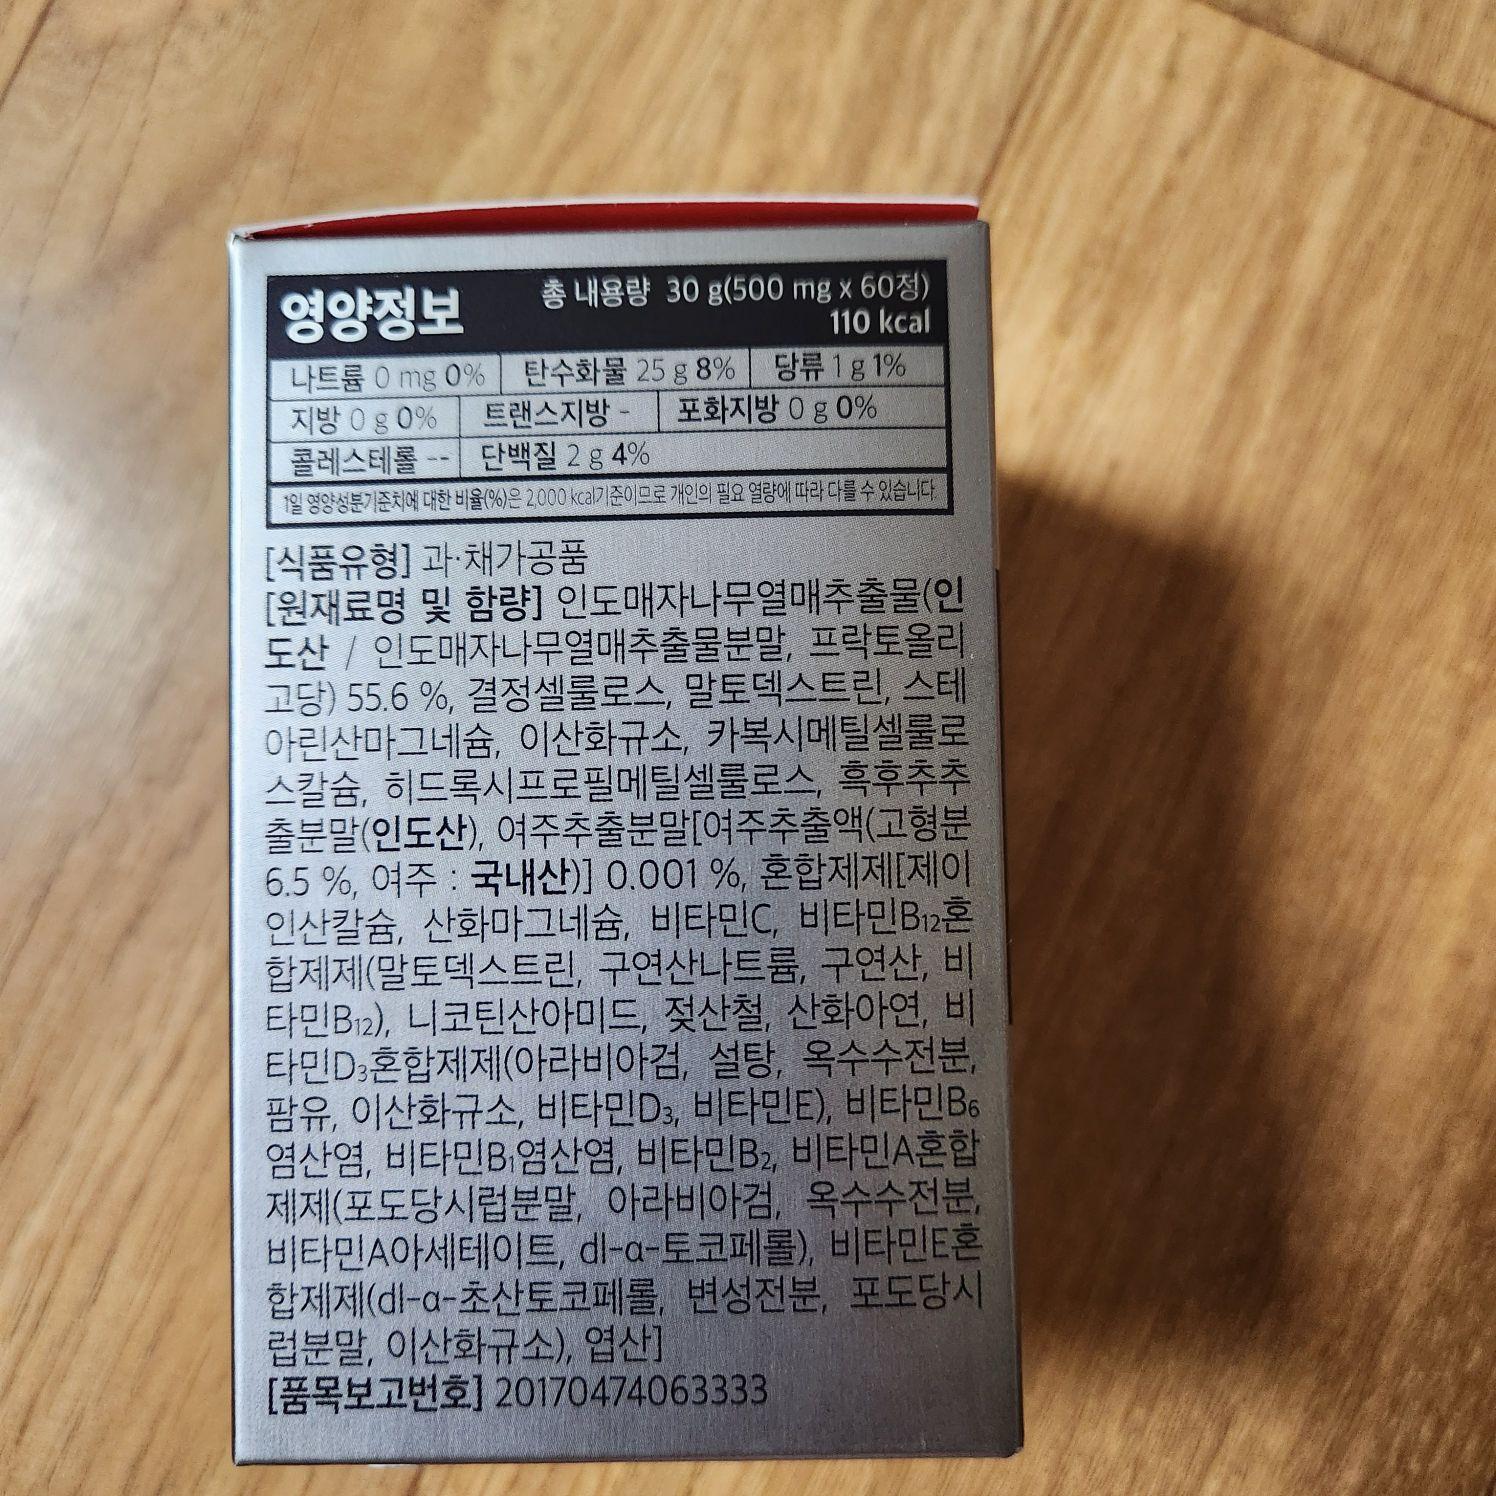 영양정보 총 내용량 30 g(500 mg x 60정)
110 kcal
나트륨 0 mg 0% 탄수화물 25 g 8% 당류 1 g 1%
지방 0 g 0% 트랜스지방 - 포화지방 0 g 0%
콜레스테롤 -- 단백질 2 g 4%
1일 영양성분기준치에 대한 비율(%)은 2,000 kcal기준이므로 개인의 필요 열량에 따라 다를 수 있습니다.
[식품유형] 과·채가공품
[원재료명 및 함량] 인도매자나무열매추출물(인
도산 / 인도매자나무열매추출물분말, 프락토올리
고당) 55.6 %, 결정셀룰로스, 말토덱스트린, 스테
아린산마그네슘, 이산화규소, 카복시메틸셀룰로
스칼슘, 히드록시프로필메틸셀룰로스, 흑후추추
출분말(인도산), 여주추출분말[여주추출액(고형분
6.5 %, 여주 : 국내산)] 0.001 %, 혼합제제[제이
인산칼슘, 산화마그네슘, 비타민C, 비타민B₁₂혼
합제제(말토덱스트린, 구연산나트륨, 구연산, 비
타민B₁₂), 니코틴산아미드, 젖산철, 산화아연, 비
타민D₃혼합제제(아라비아검, 설탕, 옥수수전분,
팜유, 이산화규소, 비타민D₃, 비타민E), 비타민B₆
염산염, 비타민B₁염산염, 비타민B₂, 비타민A혼합
제제(포도당시럽분말, 아라비아검, 옥수수전분,
비타민A아세테이트, dl-α-토코페롤), 비타민E혼
합제제(dl-α-초산토코페롤, 변성전분, 포도당시
럽분말, 이산화규소), 엽산]
[품목보고번호] 20170474063333